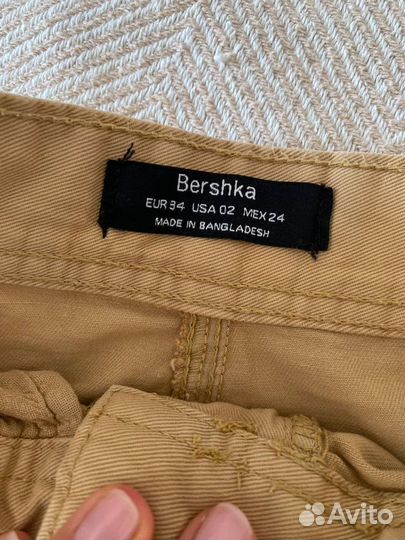 Bershka
EUR 34 USA 02 MEX 24
MADE IN BANGLADESH
Avito